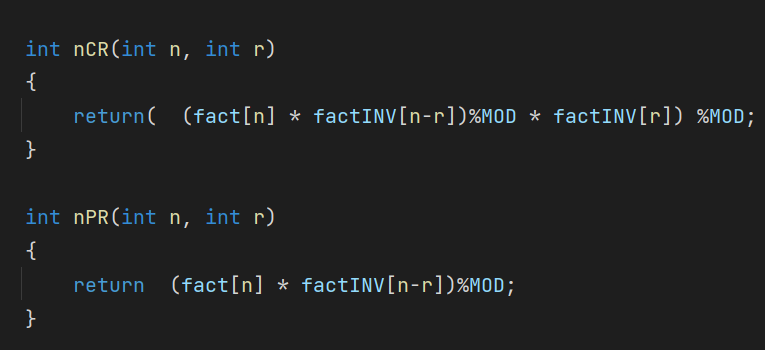 int nCR(int n, int r)
{
    return(  (fact[n] * factINV[n-r])%MOD * factINV[r]) %MOD;
}

int nPR(int n, int r)
{
    return  (fact[n] * factINV[n-r])%MOD;
}